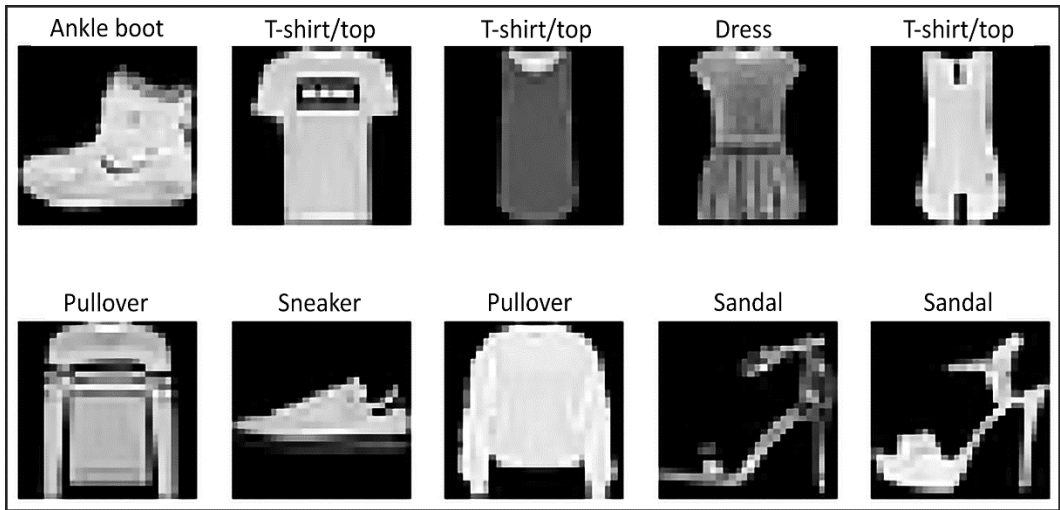 Ankle boot T-shirt/top T-shirt/top Dress T-shirt/top
Pullover Sneaker Pullover Sandal Sandal